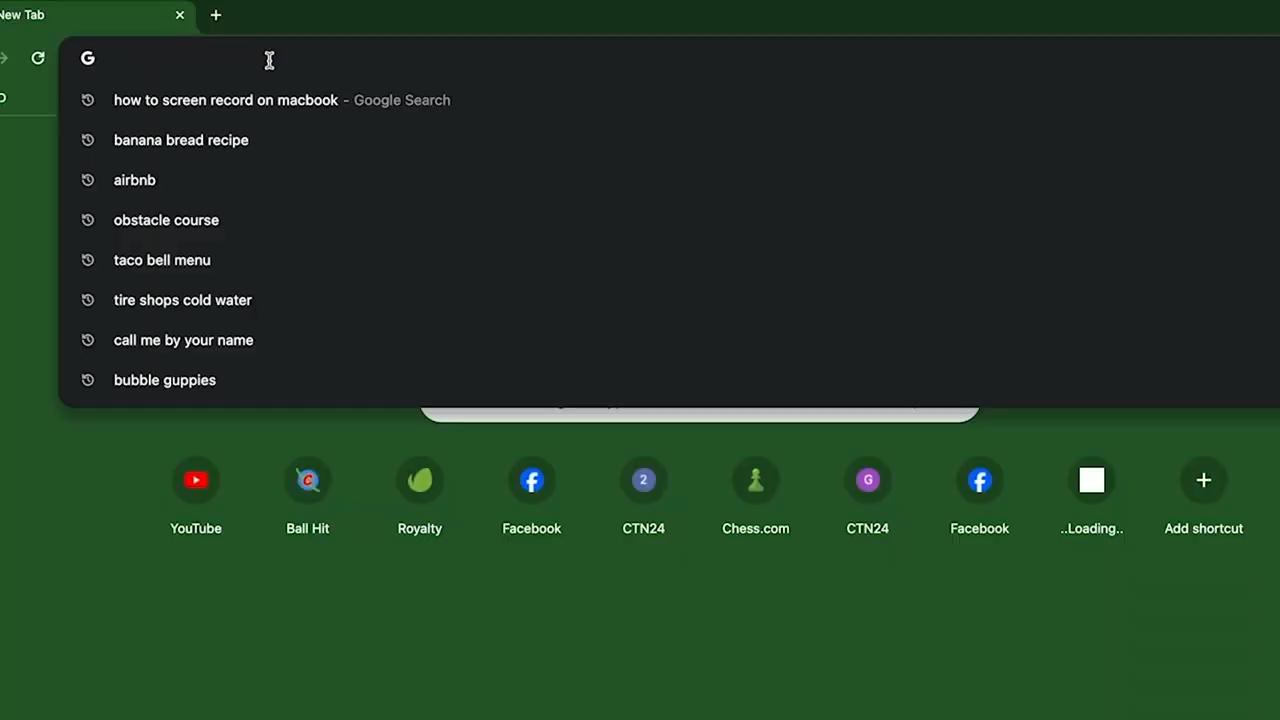 New Tab
how to screen record on macbook - Google Search
banana bread recipe
airbnb
obstacle course
taco bell menu
tire shops cold water
call me by your name
bubble guppies
YouTube
Ball Hit
Royalty
Facebook
2
CTN24
Chess.com
G
CTN24
Facebook
..Loading..
Add shortcut